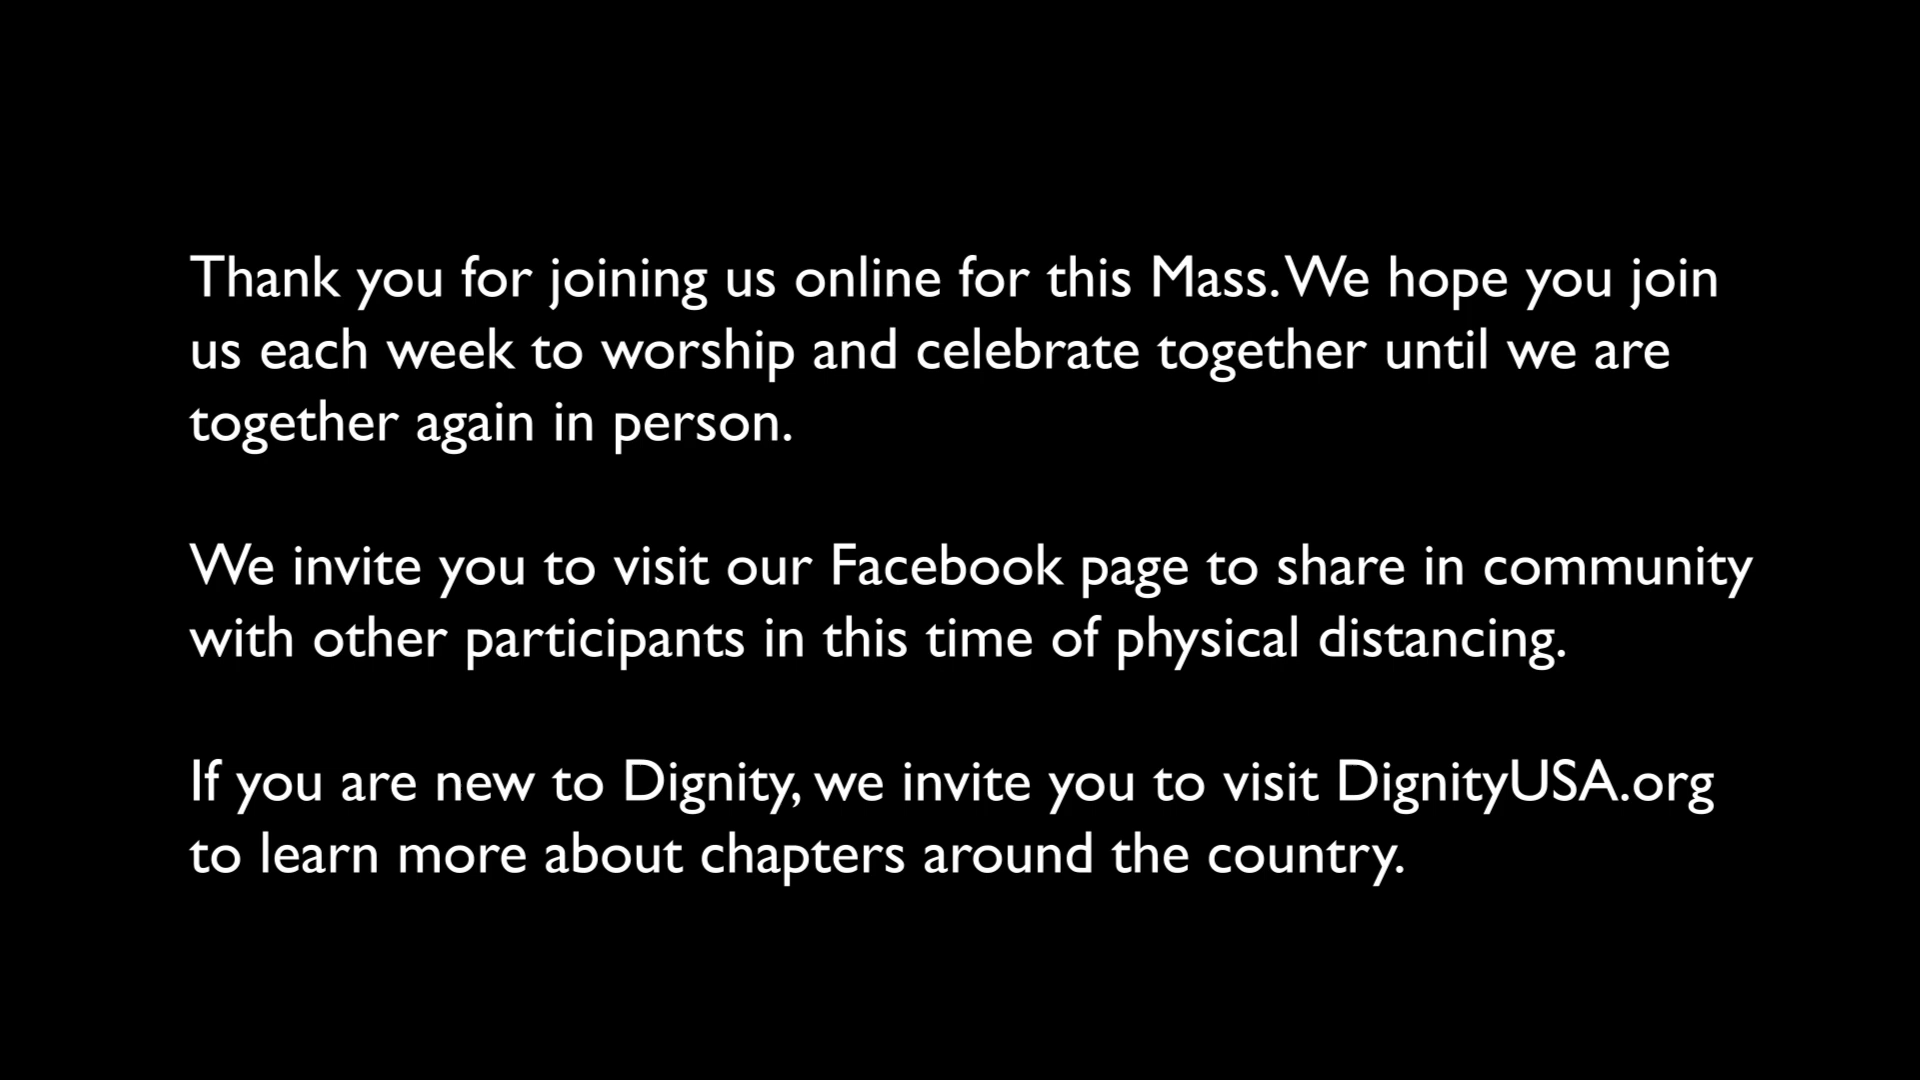 Thank you for joining us online for this Mass. We hope you join
us each week to worship and celebrate together until we are
together again in person.
We invite you to visit our Facebook page to share in community
with other participants in this time of physical distancing.
If you are new to Dignity, we invite you to visit DignityUSA.org
to learn more about chapters around the country.